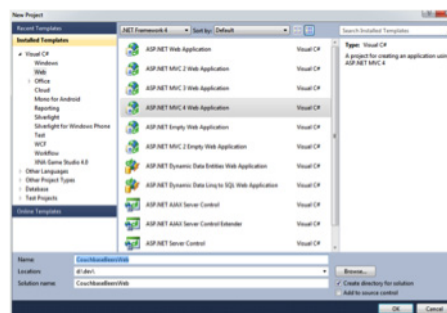 New Project
Recent Templates
.NET Framework 4
Sort by: Default
Search Installed Templates
Installed Templates
Visual C#
Windows
Web
Office
Cloud
Mono for Android
Reporting
Silverlight
Silverlight for Windows Phone
Test
WCF
Workflow
XNA Game Studio 4.0
Other Languages
Other Project Types
Database
Test Projects
Online Templates
ASP.NET Web Application Visual C#
ASP.NET MVC 2 Web Application Visual C#
ASP.NET MVC 3 Web Application Visual C#
ASP.NET MVC 4 Web Application Visual C#
ASP.NET Empty Web Application Visual C#
ASP.NET MVC 2 Empty Web Application Visual C#
ASP.NET Dynamic Data Entities Web Application Visual C#
ASP.NET Dynamic Data Linq to SQL Web Application Visual C#
ASP.NET AJAX Server Control Visual C#
ASP.NET AJAX Server Control Extender Visual C#
ASP.NET Server Control Visual C#
Type: Visual C#
A project for creating an application using
ASP.NET MVC 4
Name: CouchbaseBeersWeb
Location: d:\dev\
Browse...
Solution name: CouchbaseBeersWeb
Create directory for solution
Add to source control
OK
Cancel